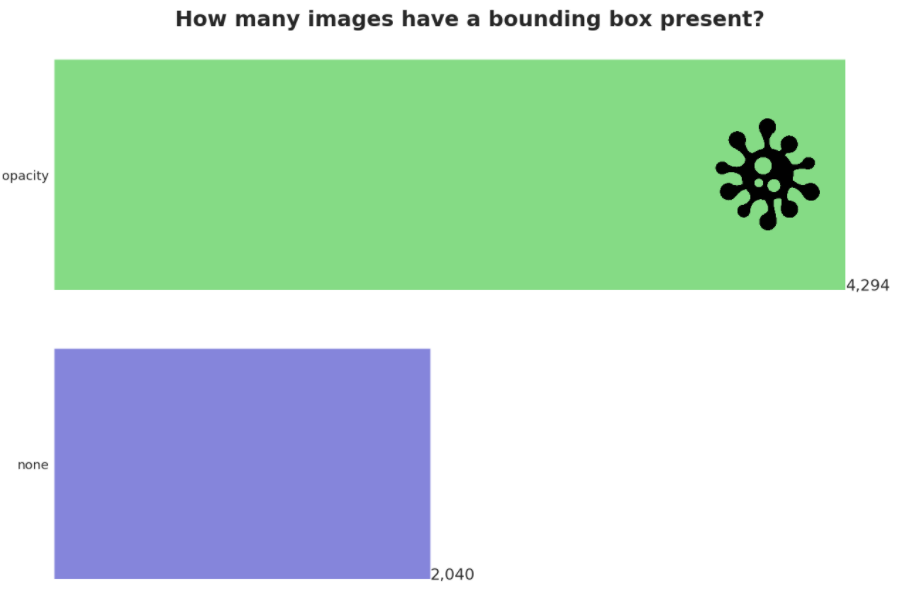 How many images have a bounding box present?
opacity
4,294
none
2,040